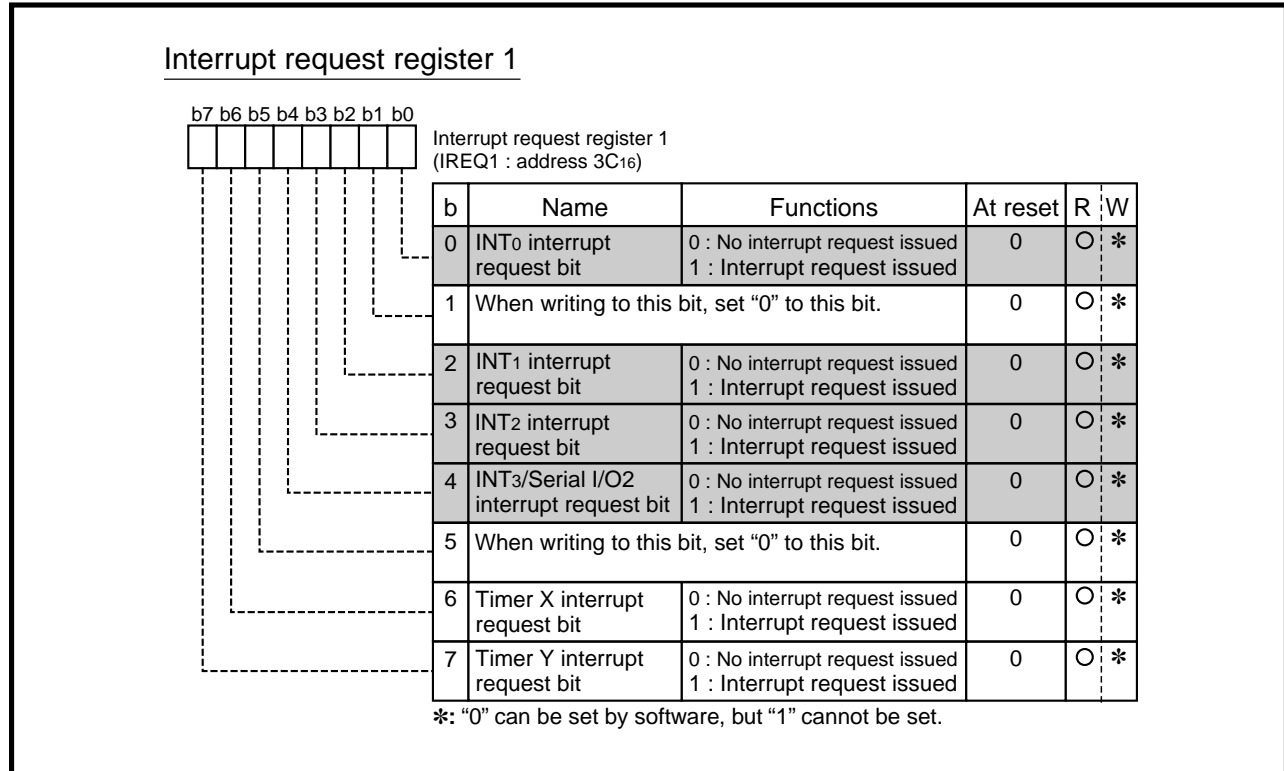 Interrupt request register 1
b7 b6 b5 b4 b3 b2 b1 b0
Interrupt request register 1
(IREQ1 : address 3C16)
b Name Functions At reset R W
0 INT0 interrupt request bit 0 : No interrupt request issued 1 : Interrupt request issued 0 O ✻
1 When writing to this bit, set “0” to this bit. 0 O ✻
2 INT1 interrupt request bit 0 : No interrupt request issued 1 : Interrupt request issued 0 O ✻
3 INT2 interrupt request bit 0 : No interrupt request issued 1 : Interrupt request issued 0 O ✻
4 INT3/Serial I/O2 interrupt request bit 0 : No interrupt request issued 1 : Interrupt request issued 0 O ✻
5 When writing to this bit, set “0” to this bit. 0 O ✻
6 Timer X interrupt request bit 0 : No interrupt request issued 1 : Interrupt request issued 0 O ✻
7 Timer Y interrupt request bit 0 : No interrupt request issued 1 : Interrupt request issued 0 O ✻
✻: “0” can be set by software, but “1” cannot be set.